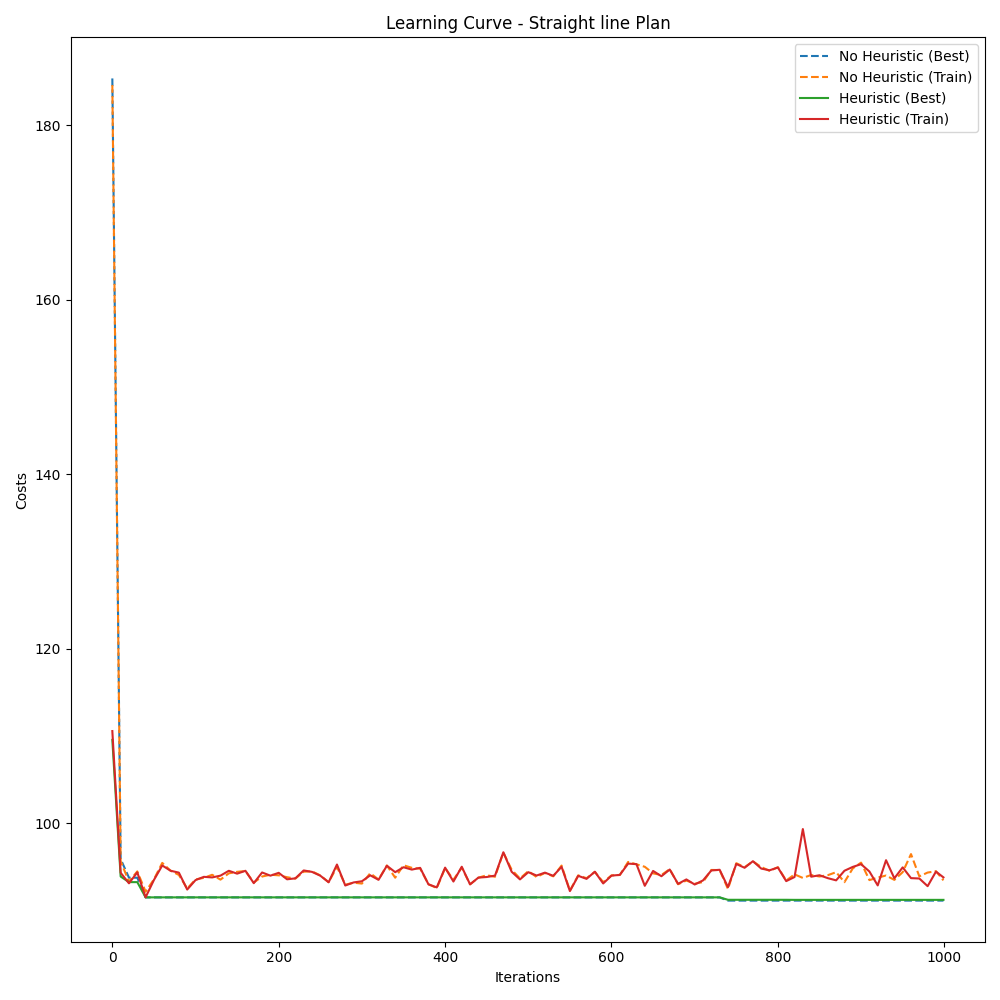 Learning Curve - Straight line Plan
No Heuristic (Best)
No Heuristic (Train)
Heuristic (Best)
Heuristic (Train)
180
160
140
120
100
Costs
0
200
400
600
800
1000
Iterations